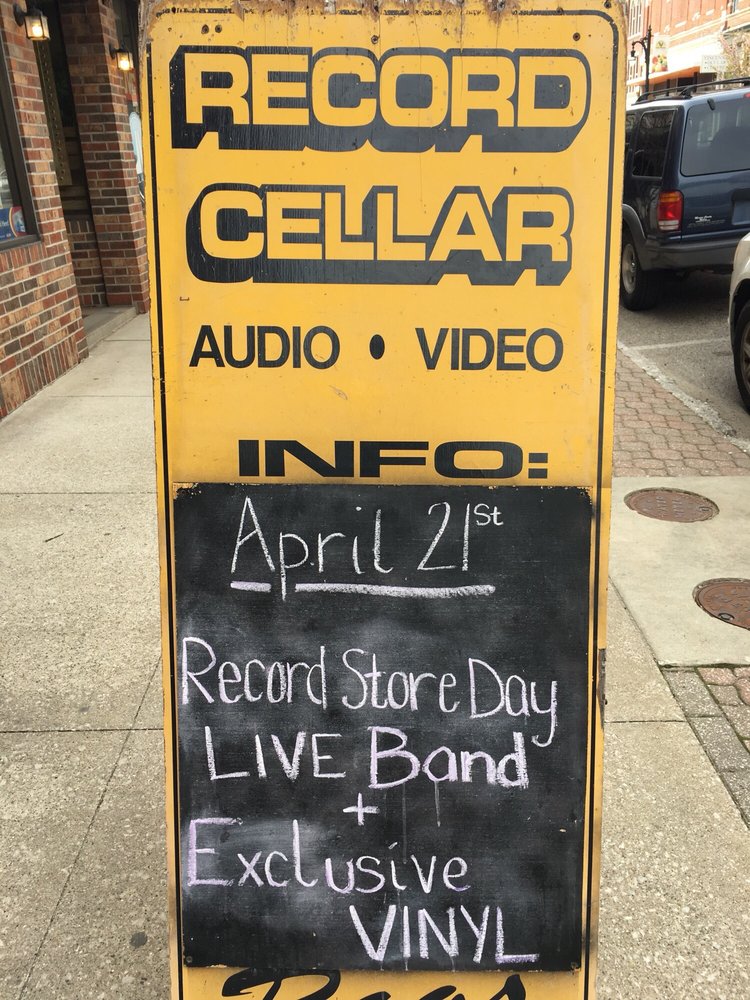 RECORD
CELLAR
AUDIO • VIDEO
INFO:
April 21st
Record Store Day
LIVE Band
+
Exclusive
VINYL